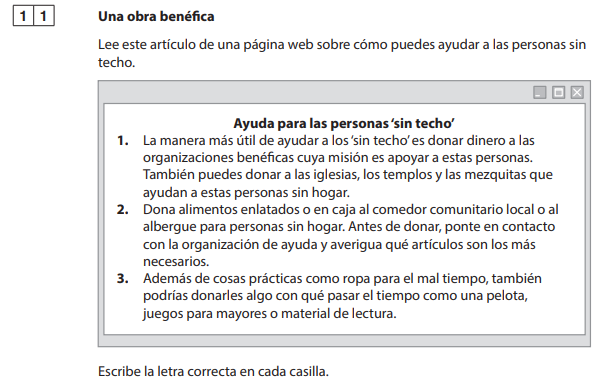 1 1 Una obra benéfica
Lee este artículo de una página web sobre cómo puedes ayudar a las personas sin
techo.
Ayuda para las personas ‘sin techo’
1. La manera más útil de ayudar a los ‘sin techo’ es donar dinero a las
organizaciones benéficas cuya misión es apoyar a estas personas.
También puedes donar a las iglesias, los templos y las mezquitas que
ayudan a estas personas sin hogar.
2. Dona alimentos enlatados o en caja al comedor comunitario local o al
albergue para personas sin hogar. Antes de donar, ponte en contacto
con la organización de ayuda y averigua qué artículos son los más
necesarios.
3. Además de cosas prácticas como ropa para el mal tiempo, también
podrías donarles algo con qué pasar el tiempo como una pelota,
juegos para mayores o material de lectura.
Escribe la letra correcta en cada casilla.